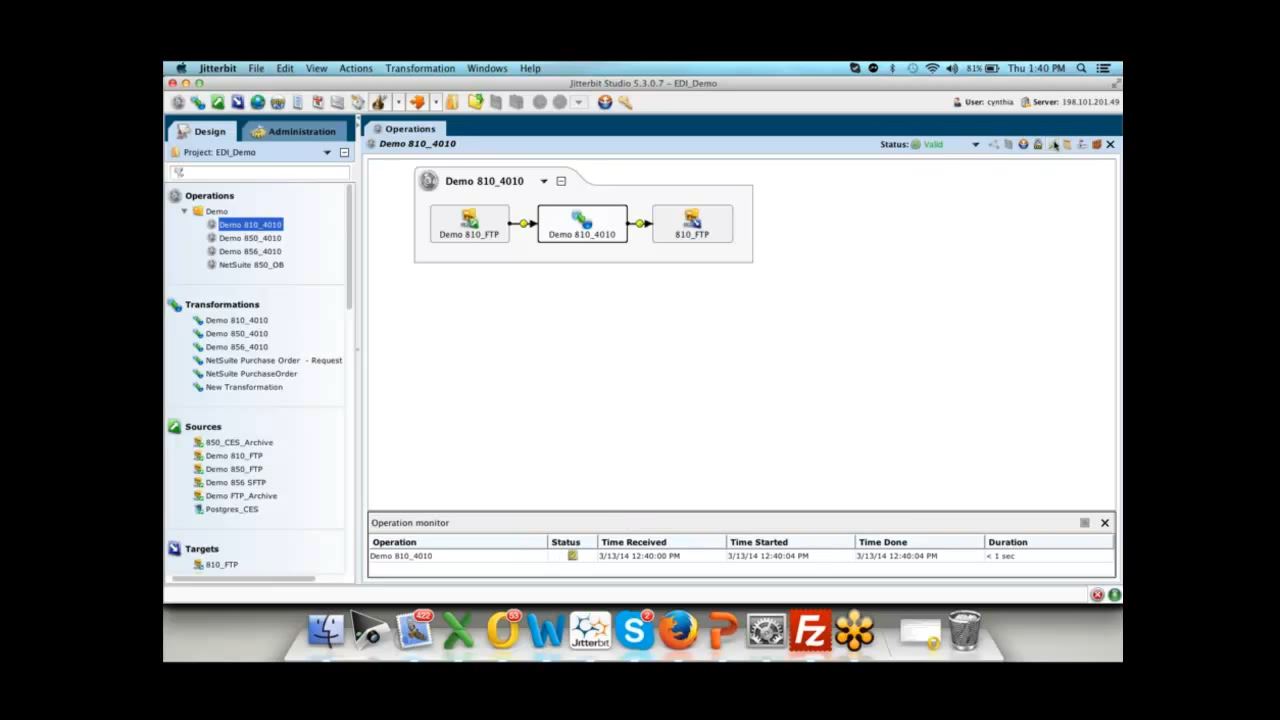 Jitterbit File Edit View Actions Transformation Windows Help 81% Thu 1:40 PM
Jitterbit Studio 5.3.0.7 – EDI_Demo
User: cynthia Server: 198.101.201.49
Design Administration Operations
Project: EDI_Demo
Demo 810_4010 Status: Valid
Operations
Demo
Demo 810_4010
Demo 850_4010
Demo 856_4010
NetSuite 850_OB
Transformations
Demo 810_4010
Demo 850_4010
Demo 856_4010
NetSuite Purchase Order - Request
NetSuite PurchaseOrder
New Transformation
Sources
850_CES_Archive
Demo 810_FTP
Demo 850_FTP
Demo 856 SFTP
Demo FTP_Archive
Postgres_CES
Targets
810_FTP
Demo 810_4010
Demo 810_FTP Demo 810_4010 810_FTP
Operation monitor
Operation Status Time Received Time Started Time Done Duration
Demo 810_4010 3/13/14 12:40:00 PM 3/13/14 12:40:04 PM 3/13/14 12:40:04 PM < 1 sec
422 53 2
Jitterbit